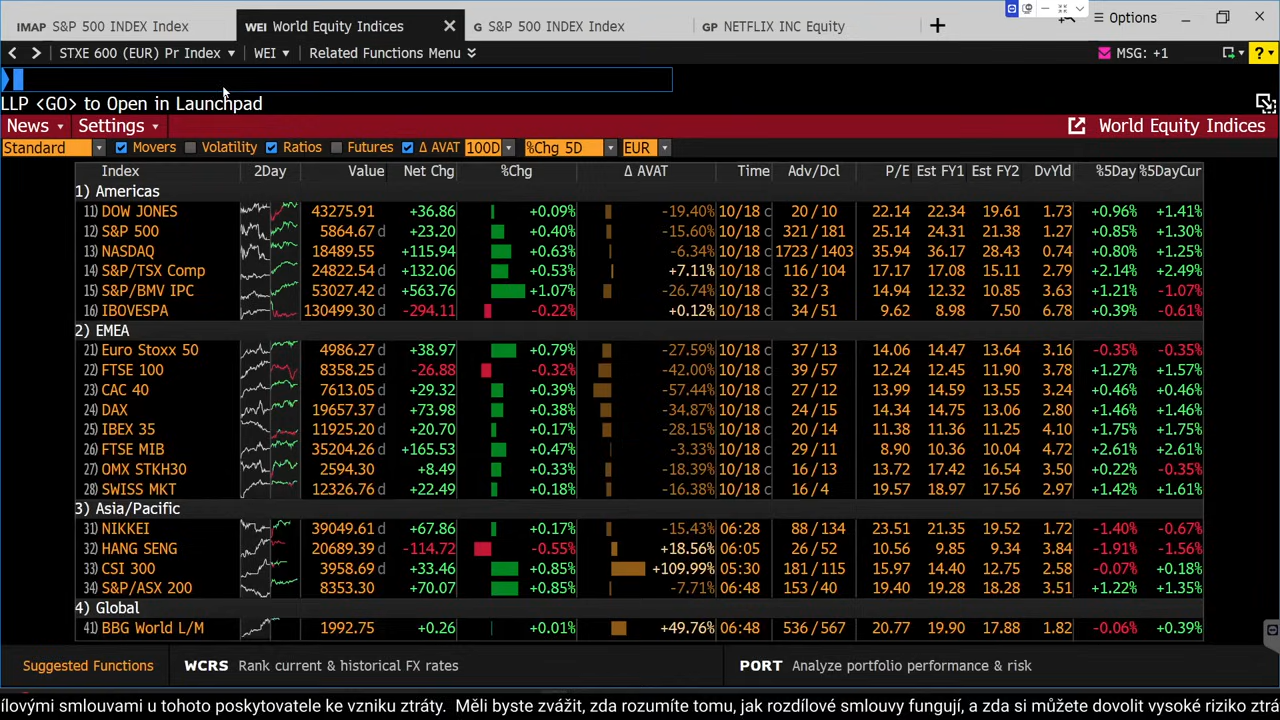 IMAP S&P 500 INDEX Index WEI World Equity Indices G S&P 500 INDEX Index GP NETFLIX INC Equity Options
STXE 600 (EUR) Pr Index WEI Related Functions Menu MSG: +1 ?
LLP <GO> to Open in Launchpad
News Settings World Equity Indices
Standard Movers Volatility Ratios Futures Δ AVAT 100D %Chg 5D EUR
Index 2Day Value Net Chg %Chg Δ AVAT Time Adv/Dcl P/E Est FY1 Est FY2 DvYld %5Day %5DayCur
1) Americas
11) DOW JONES 43275.91 +36.86 +0.09% -19.40% 10/18 c 20 / 10 22.14 22.34 19.61 1.73 +0.96% +1.41%
12) S&P 500 5864.67 d +23.20 +0.40% -15.60% 10/18 c 321 / 181 25.14 24.31 21.38 1.27 +0.85% +1.30%
13) NASDAQ 18489.55 +115.94 +0.63% -6.34% 10/18 c 1723 / 1403 35.94 36.17 28.43 0.74 +0.80% +1.25%
14) S&P/TSX Comp 24822.54 d +132.06 +0.53% +7.11% 10/18 c 116 / 104 17.17 17.08 15.11 2.79 +2.14% +2.49%
15) S&P/BMV IPC 53027.42 d +563.76 +1.07% -26.74% 10/18 c 32 / 3 14.94 12.32 10.85 3.63 +1.21% -1.07%
16) IBOVESPA 130499.30 d -294.11 -0.22% +0.12% 10/18 c 34 / 51 9.62 8.98 7.50 6.78 +0.39% -0.61%
2) EMEA
21) Euro Stoxx 50 4986.27 d +38.97 +0.79% -27.59% 10/18 c 37 / 13 14.06 14.47 13.64 3.16 -0.35% -0.35%
22) FTSE 100 8358.25 d -26.88 -0.32% -42.00% 10/18 c 39 / 57 12.24 12.45 11.90 3.78 +1.27% +1.57%
23) CAC 40 7613.05 d +29.32 +0.39% -57.44% 10/18 c 27 / 12 13.99 14.59 13.55 3.24 +0.46% +0.46%
24) DAX 19657.37 d +73.98 +0.38% -34.87% 10/18 c 24 / 15 14.34 14.75 13.06 2.80 +1.46% +1.46%
25) IBEX 35 11925.20 d +20.70 +0.17% -28.15% 10/18 c 20 / 14 11.38 11.36 11.25 4.10 +1.75% +1.75%
26) FTSE MIB 35204.26 d +165.53 +0.47% -3.33% 10/18 c 29 / 11 8.90 10.36 10.04 4.72 +2.61% +2.61%
27) OMX STKH30 2594.30 +8.49 +0.33% -18.39% 10/18 c 16 / 13 13.72 17.42 16.54 3.50 +0.22% -0.35%
28) SWISS MKT 12326.76 d +22.49 +0.18% -16.38% 10/18 c 16 / 4 19.57 18.97 17.56 2.97 +1.42% +1.61%
3) Asia/Pacific
31) NIKKEI 39049.61 d +67.86 +0.17% -15.43% 06:28 88 / 134 23.51 21.35 19.52 1.72 -1.40% -0.67%
32) HANG SENG 20689.39 d -114.72 -0.55% +18.56% 06:05 26 / 52 10.56 9.85 9.34 3.84 -1.91% -1.56%
33) CSI 300 3958.69 d +33.46 +0.85% +109.99% 05:30 181 / 115 15.97 14.40 12.75 2.58 -0.07% +0.18%
34) S&P/ASX 200 8353.30 +70.07 +0.85% -7.71% 06:48 153 / 40 19.40 19.28 18.28 3.51 +1.22% +1.35%
4) Global
41) BBG World L/M 1992.75 +0.26 +0.01% +49.76% 06:48 536 / 567 20.77 19.90 17.88 1.82 -0.06% +0.39%
Suggested Functions WCRS Rank current & historical FX rates PORT Analyze portfolio performance & risk
ílovými smlouvami u tohoto poskytovatele ke vzniku ztráty. Měli byste zvážit, zda rozumíte tomu, jak rozdílové smlouvy fungují, a zda si můžete dovolit vysoké riziko ztrá